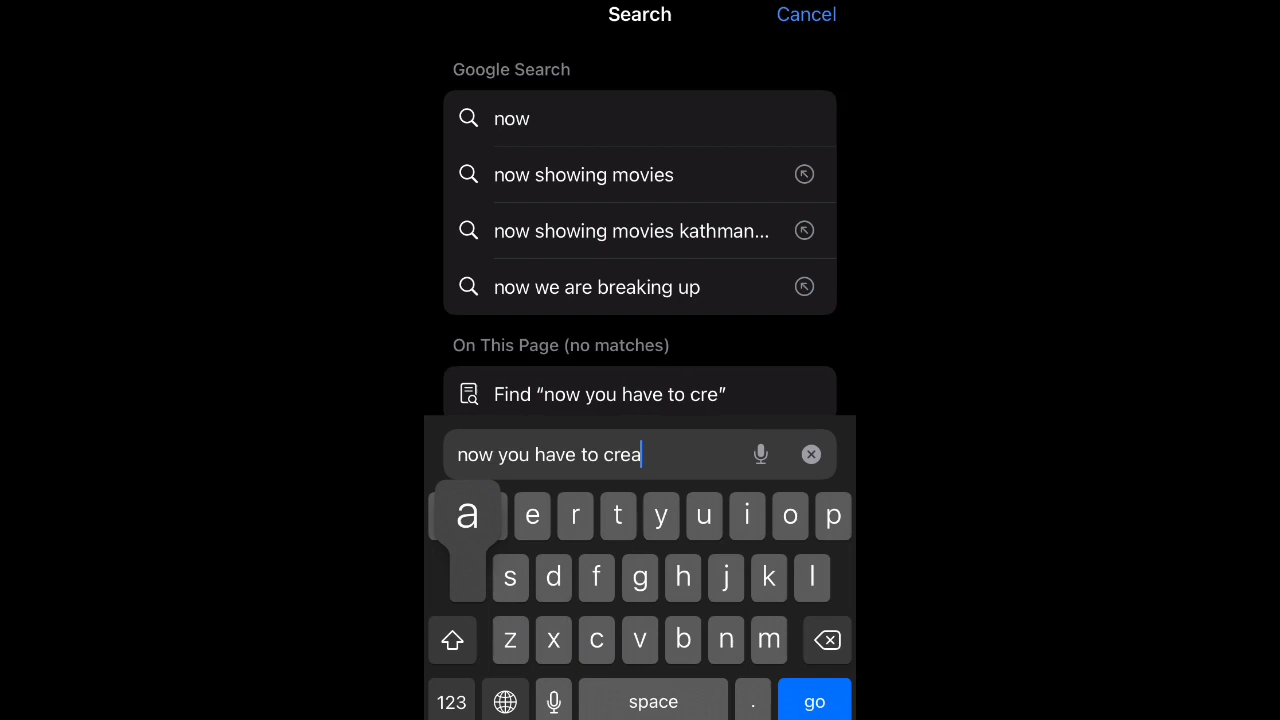 Search Cancel
Google Search
now
now showing movies
now showing movies kathman...
now we are breaking up
On This Page (no matches)
Find “now you have to cre”
now you have to crea
a e r t y u i o p
s d f g h j k l
z x c v b n m
123 space . go